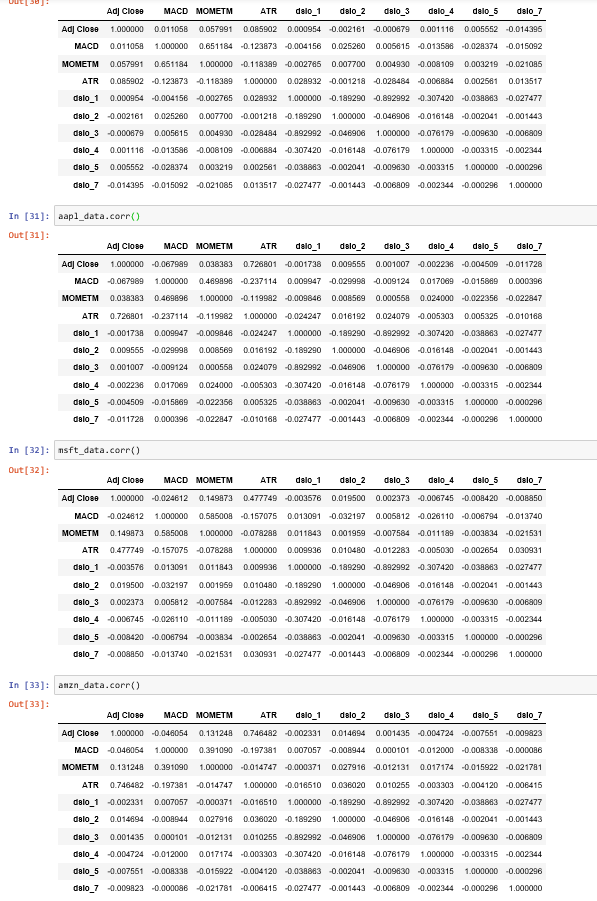 Out[30]:
Adj Close MACD MOMETM ATR dslo_1 dslo_2 dslo_3 dslo_4 dslo_5 dslo_7
Adj Close 1.000000 0.011058 0.057991 0.085902 0.000954 -0.002161 -0.000679 0.001116 0.005552 -0.014395
MACD 0.011058 1.000000 0.651184 -0.123873 -0.004156 0.025260 0.005615 -0.013586 -0.028374 -0.015092
MOMETM 0.057991 0.651184 1.000000 -0.118389 -0.002765 0.007700 0.004930 -0.008109 0.003219 -0.021085
ATR 0.085902 -0.123873 -0.118389 1.000000 0.028932 -0.001218 -0.028484 -0.006884 0.002561 0.013517
dslo_1 0.000954 -0.004156 -0.002765 0.028932 1.000000 -0.189290 -0.892992 -0.307420 -0.038863 -0.027477
dslo_2 -0.002161 0.025260 0.007700 -0.001218 -0.189290 1.000000 -0.046906 -0.016148 -0.002041 -0.001443
dslo_3 -0.000679 0.005615 0.004930 -0.028484 -0.892992 -0.046906 1.000000 -0.076179 -0.009630 -0.006809
dslo_4 0.001116 -0.013586 -0.008109 -0.006884 -0.307420 -0.016148 -0.076179 1.000000 -0.003315 -0.002344
dslo_5 0.005552 -0.028374 0.003219 0.002561 -0.038863 -0.002041 -0.009630 -0.003315 1.000000 -0.000296
dslo_7 -0.014395 -0.015092 -0.021085 0.013517 -0.027477 -0.001443 -0.006809 -0.002344 -0.000296 1.000000
In [31]: aapl_data.corr()
Out[31]:
Adj Close MACD MOMETM ATR dslo_1 dslo_2 dslo_3 dslo_4 dslo_5 dslo_7
Adj Close 1.000000 -0.067989 0.038383 0.726801 -0.001738 0.009555 0.001007 -0.002236 -0.004509 -0.011728
MACD -0.067989 1.000000 0.469896 -0.237114 0.009947 -0.029998 -0.009124 0.017069 -0.015869 0.000396
MOMETM 0.038383 0.469896 1.000000 -0.119982 -0.009846 0.008569 0.000558 0.024000 -0.022356 -0.022847
ATR 0.726801 -0.237114 -0.119982 1.000000 -0.024247 0.016192 0.024079 -0.005303 0.005325 -0.010168
dslo_1 -0.001738 0.009947 -0.009846 -0.024247 1.000000 -0.189290 -0.892992 -0.307420 -0.038863 -0.027477
dslo_2 0.009555 -0.029998 0.008569 0.016192 -0.189290 1.000000 -0.046906 -0.016148 -0.002041 -0.001443
dslo_3 0.001007 -0.009124 0.000558 0.024079 -0.892992 -0.046906 1.000000 -0.076179 -0.009630 -0.006809
dslo_4 -0.002236 0.017069 0.024000 -0.005303 -0.307420 -0.016148 -0.076179 1.000000 -0.003315 -0.002344
dslo_5 -0.004509 -0.015869 -0.022356 0.005325 -0.038863 -0.002041 -0.009630 -0.003315 1.000000 -0.000296
dslo_7 -0.011728 0.000396 -0.022847 -0.010168 -0.027477 -0.001443 -0.006809 -0.002344 -0.000296 1.000000
In [32]: msft_data.corr()
Out[32]:
Adj Close MACD MOMETM ATR dslo_1 dslo_2 dslo_3 dslo_4 dslo_5 dslo_7
Adj Close 1.000000 -0.024612 0.149873 0.477749 -0.003576 0.019500 0.002373 -0.006745 -0.008420 -0.008850
MACD -0.024612 1.000000 0.585008 -0.157075 0.013091 -0.032197 0.005812 -0.026110 -0.006794 -0.013740
MOMETM 0.149873 0.585008 1.000000 -0.078288 0.011843 0.001959 -0.007584 -0.011189 -0.003834 -0.021531
ATR 0.477749 -0.157075 -0.078288 1.000000 0.009936 0.010480 -0.012283 -0.005030 -0.002654 0.030931
dslo_1 -0.003576 0.013091 0.011843 0.009936 1.000000 -0.189290 -0.892992 -0.307420 -0.038863 -0.027477
dslo_2 0.019500 -0.032197 0.001959 0.010480 -0.189290 1.000000 -0.046906 -0.016148 -0.002041 -0.001443
dslo_3 0.002373 0.005812 -0.007584 -0.012283 -0.892992 -0.046906 1.000000 -0.076179 -0.009630 -0.006809
dslo_4 -0.006745 -0.026110 -0.011189 -0.005030 -0.307420 -0.016148 -0.076179 1.000000 -0.003315 -0.002344
dslo_5 -0.008420 -0.006794 -0.003834 -0.002654 -0.038863 -0.002041 -0.009630 -0.003315 1.000000 -0.000296
dslo_7 -0.008850 -0.013740 -0.021531 0.030931 -0.027477 -0.001443 -0.006809 -0.002344 -0.000296 1.000000
In [33]: amzn_data.corr()
Out[33]:
Adj Close MACD MOMETM ATR dslo_1 dslo_2 dslo_3 dslo_4 dslo_5 dslo_7
Adj Close 1.000000 -0.046054 0.131248 0.746482 -0.002331 0.014694 0.001435 -0.004724 -0.007551 -0.009823
MACD -0.046054 1.000000 0.391090 -0.197381 0.007057 -0.008944 0.000101 -0.012000 -0.008338 -0.000086
MOMETM 0.131248 0.391090 1.000000 -0.014747 -0.000371 0.027916 -0.012131 0.017174 -0.015922 -0.021781
ATR 0.746482 -0.197381 -0.014747 1.000000 -0.016510 0.036020 0.010255 -0.003303 -0.004120 -0.006415
dslo_1 -0.002331 0.007057 -0.000371 -0.016510 1.000000 -0.189290 -0.892992 -0.307420 -0.038863 -0.027477
dslo_2 0.014694 -0.008944 0.027916 0.036020 -0.189290 1.000000 -0.046906 -0.016148 -0.002041 -0.001443
dslo_3 0.001435 0.000101 -0.012131 0.010255 -0.892992 -0.046906 1.000000 -0.076179 -0.009630 -0.006809
dslo_4 -0.004724 -0.012000 0.017174 -0.003303 -0.307420 -0.016148 -0.076179 1.000000 -0.003315 -0.002344
dslo_5 -0.007551 -0.008338 -0.015922 -0.004120 -0.038863 -0.002041 -0.009630 -0.003315 1.000000 -0.000296
dslo_7 -0.009823 -0.000086 -0.021781 -0.006415 -0.027477 -0.001443 -0.006809 -0.002344 -0.000296 1.000000